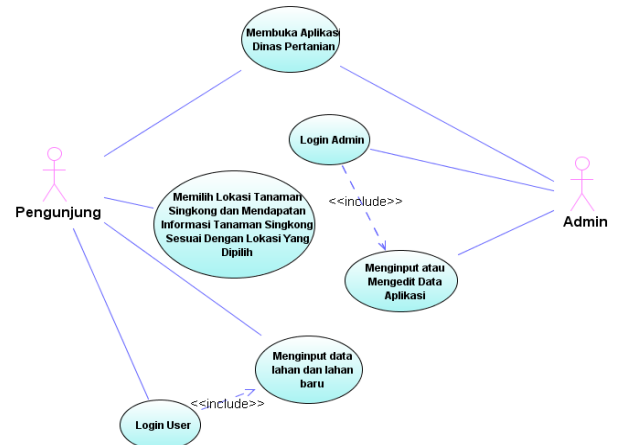 Membuka Aplikasi
Dinas Pertanian
Login Admin
<<include>>
Pengunjung
Admin
Memilih Lokasi Tanaman
Singkong dan Mendapatan
Informasi Tanaman Singkong
Sesuai Dengan Lokasi Yang
Dipilih
Menginput atau
Mengedit Data
Aplikasi
Menginput data
lahan dan lahan
baru
<<include>>
Login User